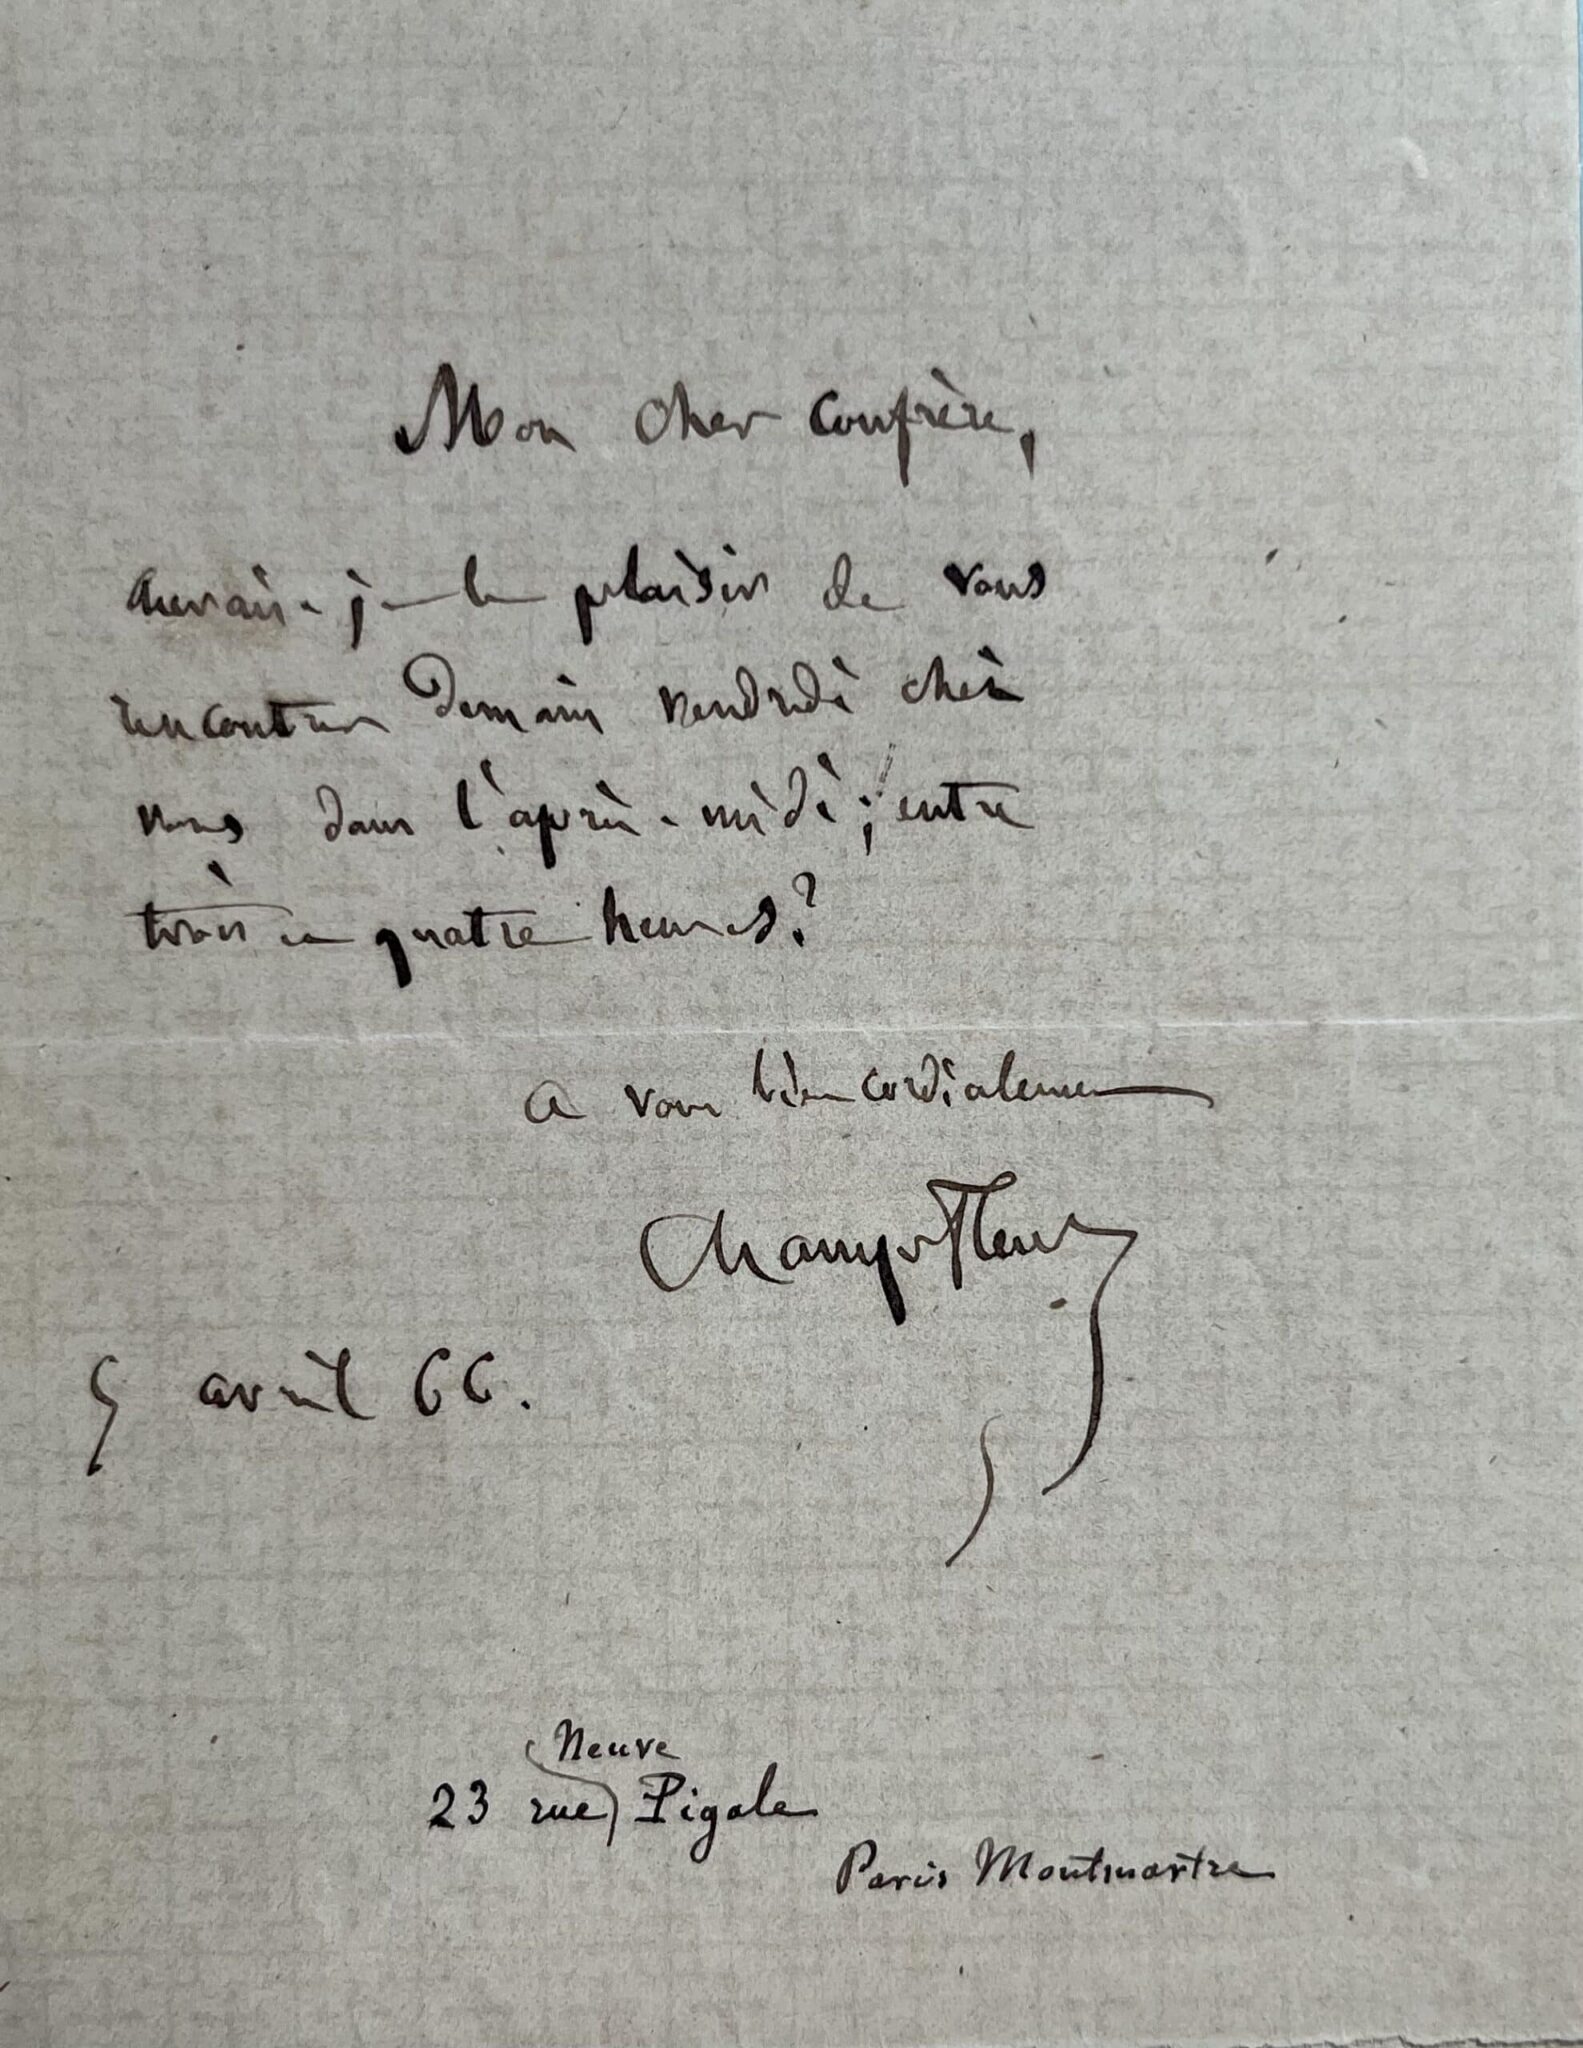 Mon cher confrère,
aurais-je le plaisir de vous
rencontrer demain vendredi chez
vous dans l'après-midi; entre
trois et quatre heures?
A vous bien cordialement
Champfleury
5 avril 66.
Neuve
23 rue Pigale
Paris Montmartre